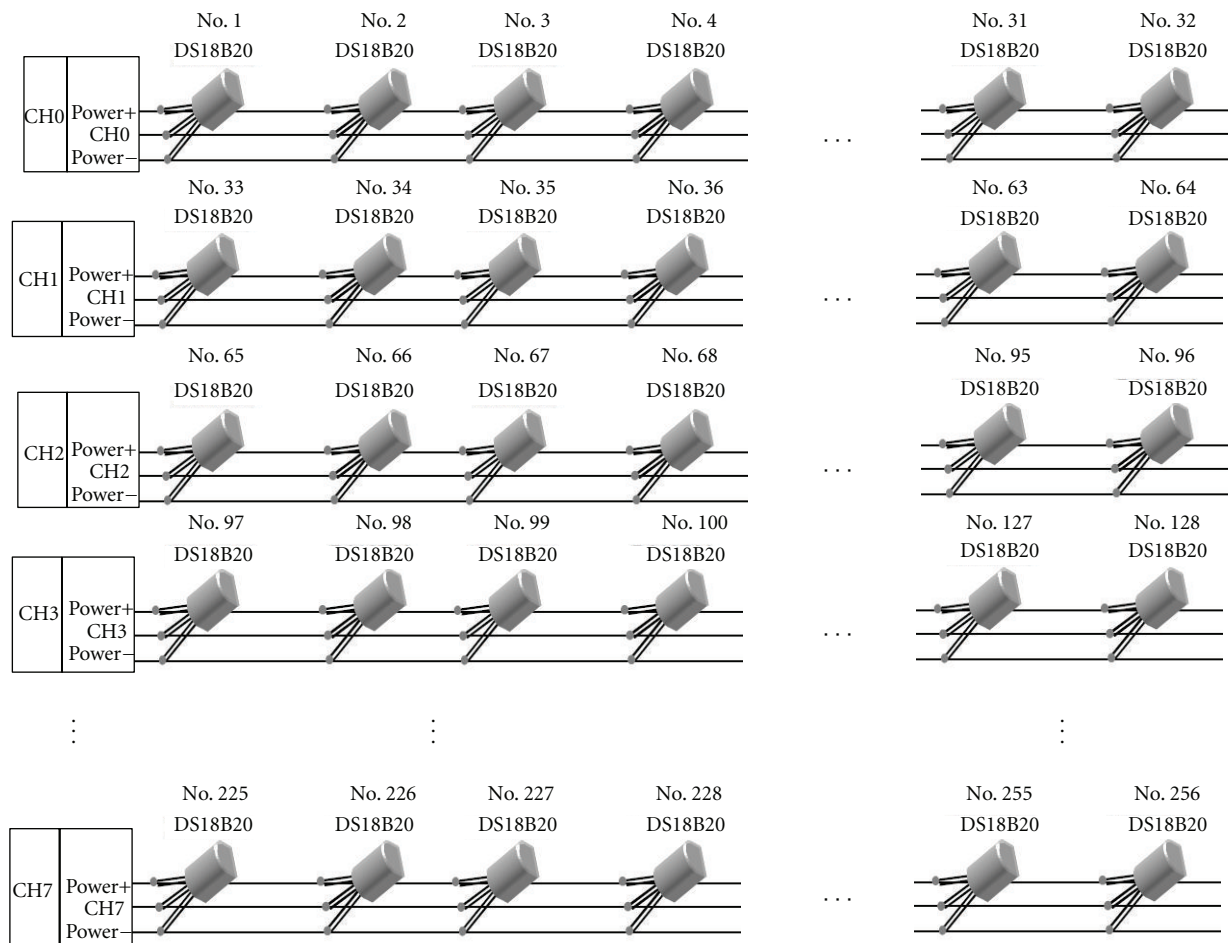 No. 1 No. 2 No. 3 No. 4 No. 31 No. 32
DS18B20 DS18B20 DS18B20 DS18B20 DS18B20 DS18B20
CH0 Power+
CH0
Power−
. . .
No. 33 No. 34 No. 35 No. 36 No. 63 No. 64
DS18B20 DS18B20 DS18B20 DS18B20 DS18B20 DS18B20
CH1 Power+
CH1
Power−
. . .
No. 65 No. 66 No. 67 No. 68 No. 95 No. 96
DS18B20 DS18B20 DS18B20 DS18B20 DS18B20 DS18B20
CH2 Power+
CH2
Power−
. . .
No. 97 No. 98 No. 99 No. 100 No. 127 No. 128
DS18B20 DS18B20 DS18B20 DS18B20 DS18B20 DS18B20
CH3 Power+
CH3
Power−
. . .
⋮ ⋮ ⋮
No. 225 No. 226 No. 227 No. 228 No. 255 No. 256
DS18B20 DS18B20 DS18B20 DS18B20 DS18B20 DS18B20
CH7 Power+
CH7
Power−
. . .